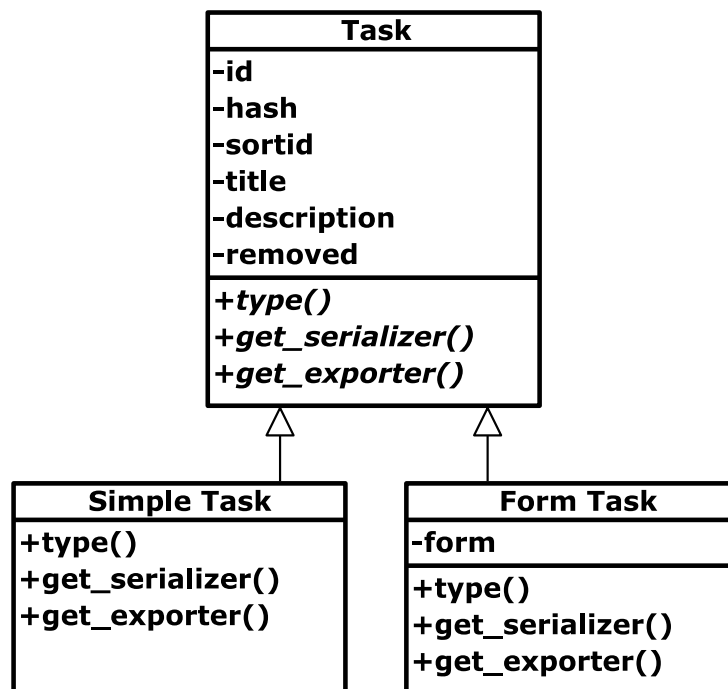 Task
-id
-hash
-sortid
-title
-description
-removed
+type()
+get_serializer()
+get_exporter()
Simple Task
+type()
+get_serializer()
+get_exporter()
Form Task
-form
+type()
+get_serializer()
+get_exporter()